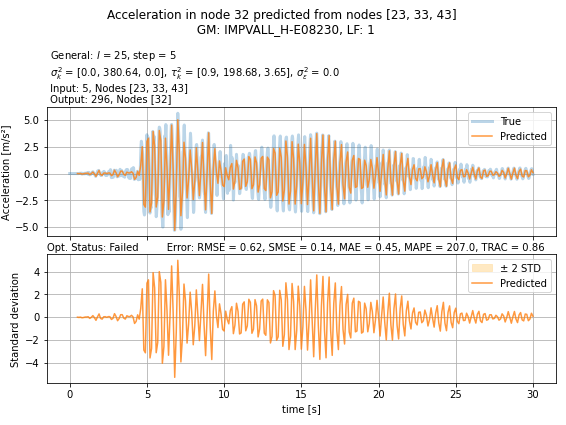 Acceleration in node 32 predicted from nodes [23, 33, 43]
GM: IMPVALL_H-E08230, LF: 1
General: l = 25, step = 5
σ²ₖ = [0.0, 380.64, 0.0], τ²ₖ = [0.9, 198.68, 3.65], σ²ₑ = 0.0
Input: 5, Nodes [23, 33, 43]
Output: 296, Nodes [32]
Acceleration [m/s²]
5.0
2.5
0.0
−2.5
−5.0
True
Predicted
Opt. Status: Failed Error: RMSE = 0.62, SMSE = 0.14, MAE = 0.45, MAPE = 207.0, TRAC = 0.86
Standard deviation
4
2
0
−2
−4
± 2 STD
Predicted
0 5 10 15 20 25 30
time [s]